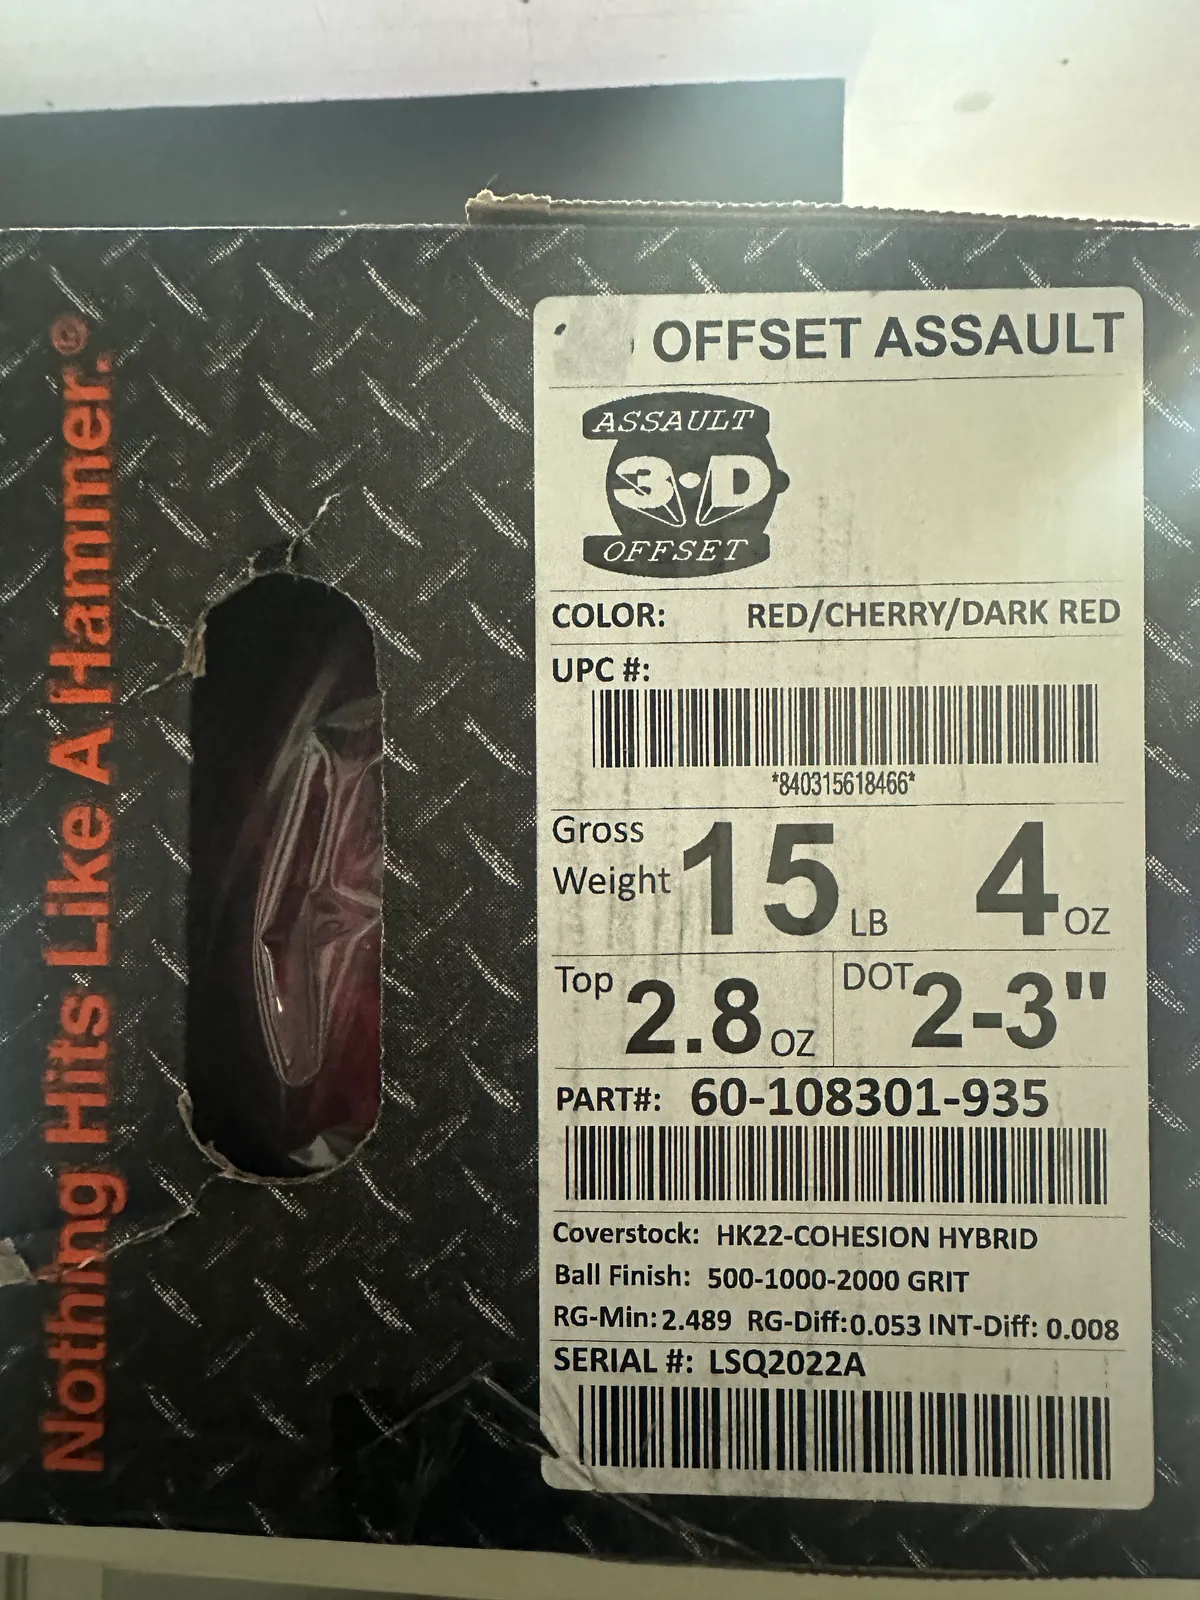 Nothing Hits Like A Hammer.®
OFFSET ASSAULT
ASSAULT
3·D
OFFSET
COLOR: RED/CHERRY/DARK RED
UPC #:
*840315618466*
Gross Weight 15 LB 4 OZ
Top 2.8 OZ DOT 2-3"
PART#: 60-108301-935
Coverstock: HK22-COHESION HYBRID
Ball Finish: 500-1000-2000 GRIT
RG-Min: 2.489 RG-Diff: 0.053 INT-Diff: 0.008
SERIAL #: LSQ2022A